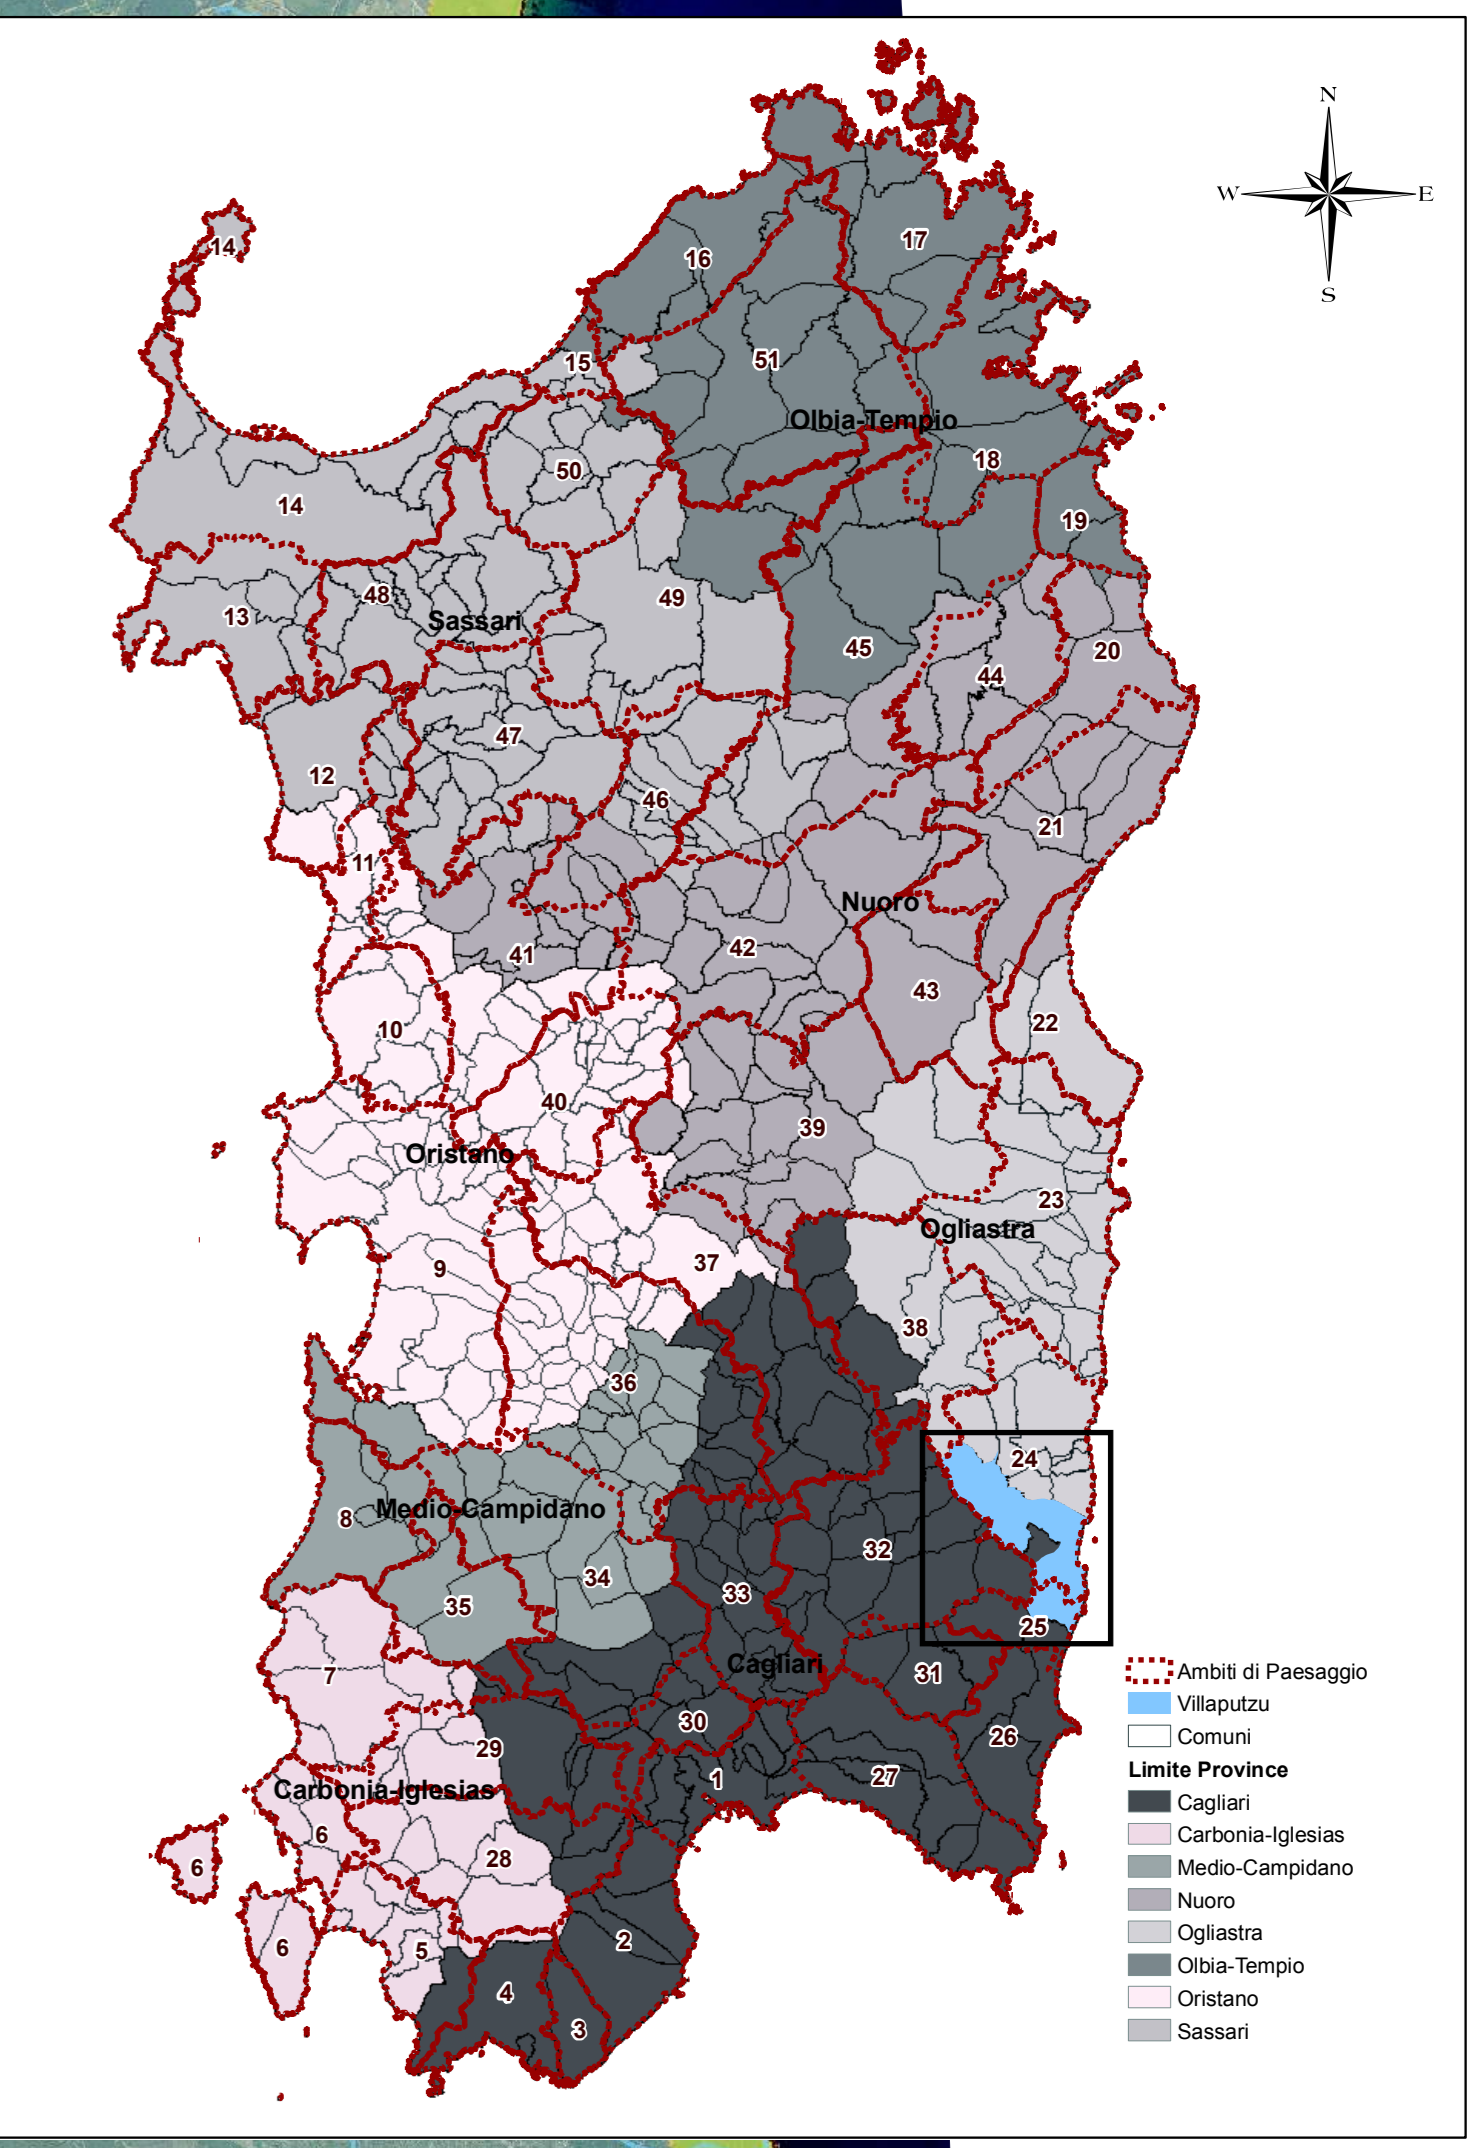 N
W
E
S
14
17
16
15
51
Olbia-Tempio
50
18
14
19
48
49
13
Sassari
45
20
44
47
12
46
21
11
Nuoro
42
41
43
22
10
40
39
Oristano
23
Ogliastra
37
9
38
36
24
Medio-Campidano
8
32
34
33
35
25
Cagliari
31
7
30
26
29
1
27
Carbonia-Iglesias
6
28
6
2
6
5
4
3
Ambiti di Paesaggio
Villaputzu
Comuni
Limite Province
Cagliari
Carbonia-Iglesias
Medio-Campidano
Nuoro
Ogliastra
Olbia-Tempio
Oristano
Sassari